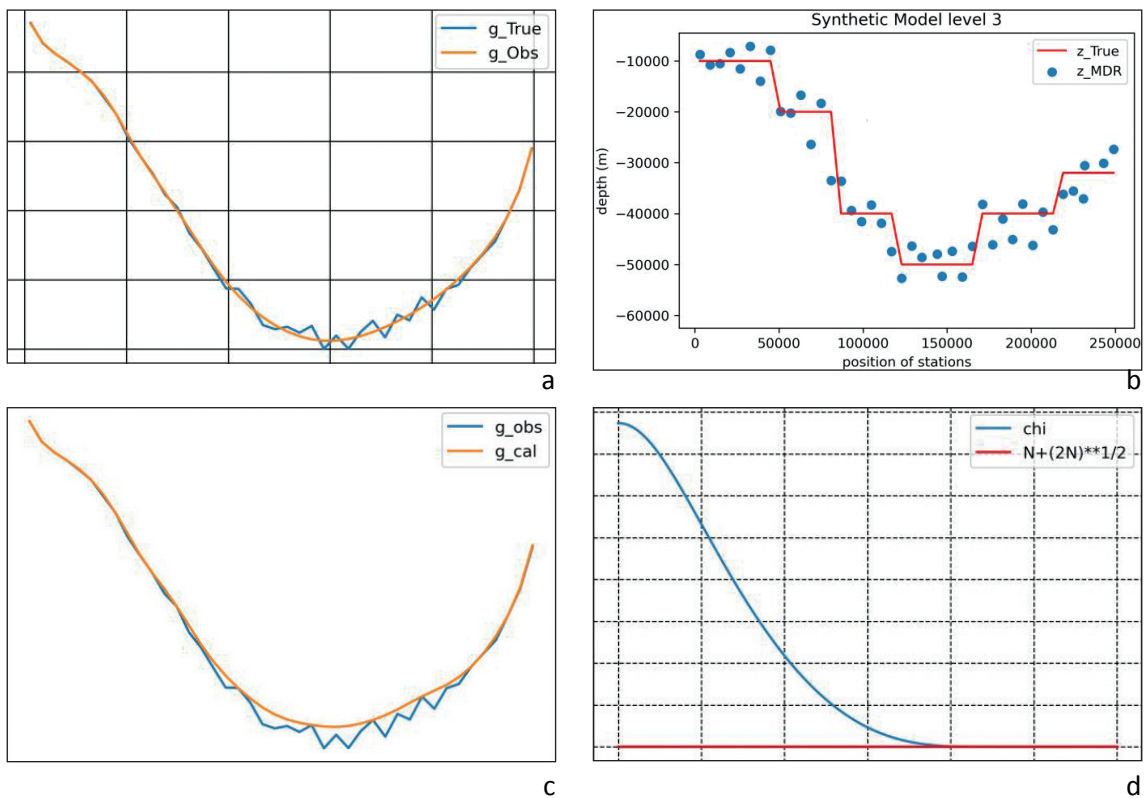 g_True
g_Obs
a
Synthetic Model level 3
z_True
z_MDR
−10000
−20000
−30000
−40000
−50000
−60000
depth (m)
0
50000
100000
150000
200000
250000
position of stations
b
g_obs
g_cal
c
chi
N+(2N)**1/2
d